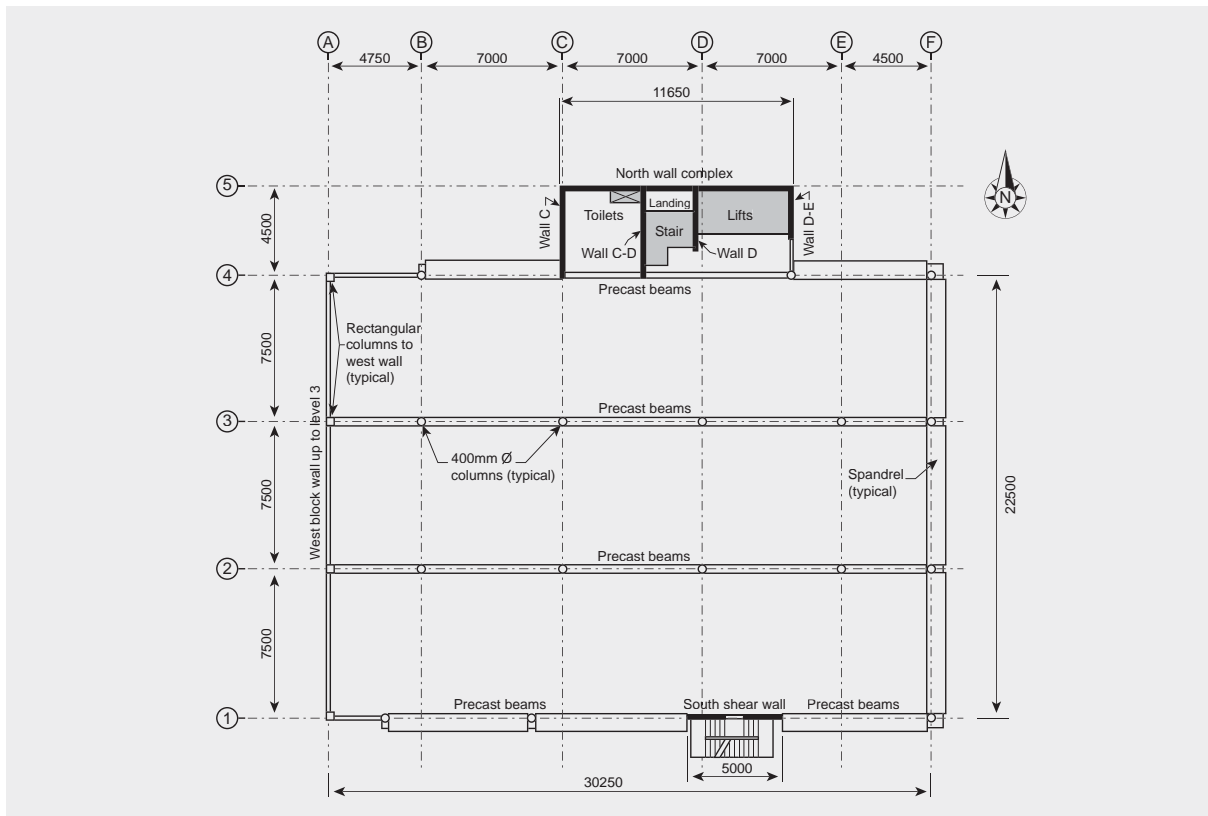 A B C D E F
4750 7000 7000 7000 4500
11650
5
North wall complex
N
4500
Wall C
Toilets
Landing
Lifts
Wall D-E
Stair
Wall C-D
Wall D
4
Precast beams
7500
Rectangular
columns to
west wall
(typical)
West block wall up to level 3
3
Precast beams
400mm Ø
columns (typical)
Spandrel
(typical)
22500
7500
2
Precast beams
7500
1
Precast beams
South shear wall
Precast beams
5000
30250